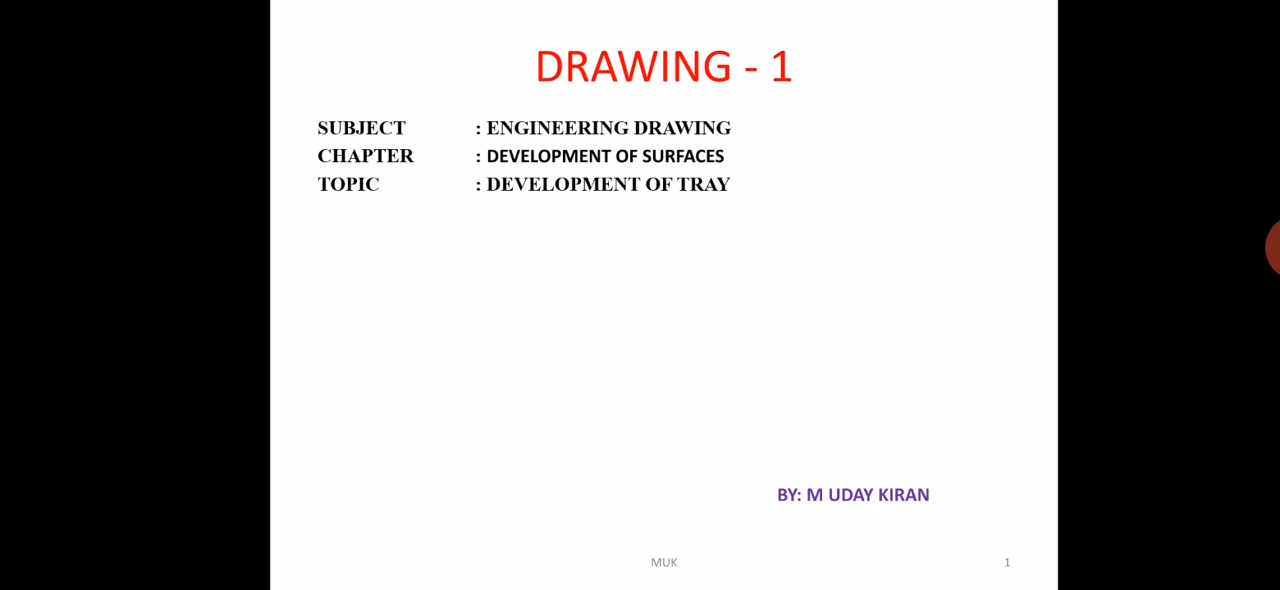 DRAWING - 1
SUBJECT : ENGINEERING DRAWING
CHAPTER : DEVELOPMENT OF SURFACES
TOPIC : DEVELOPMENT OF TRAY
BY: M UDAY KIRAN
MUK 1